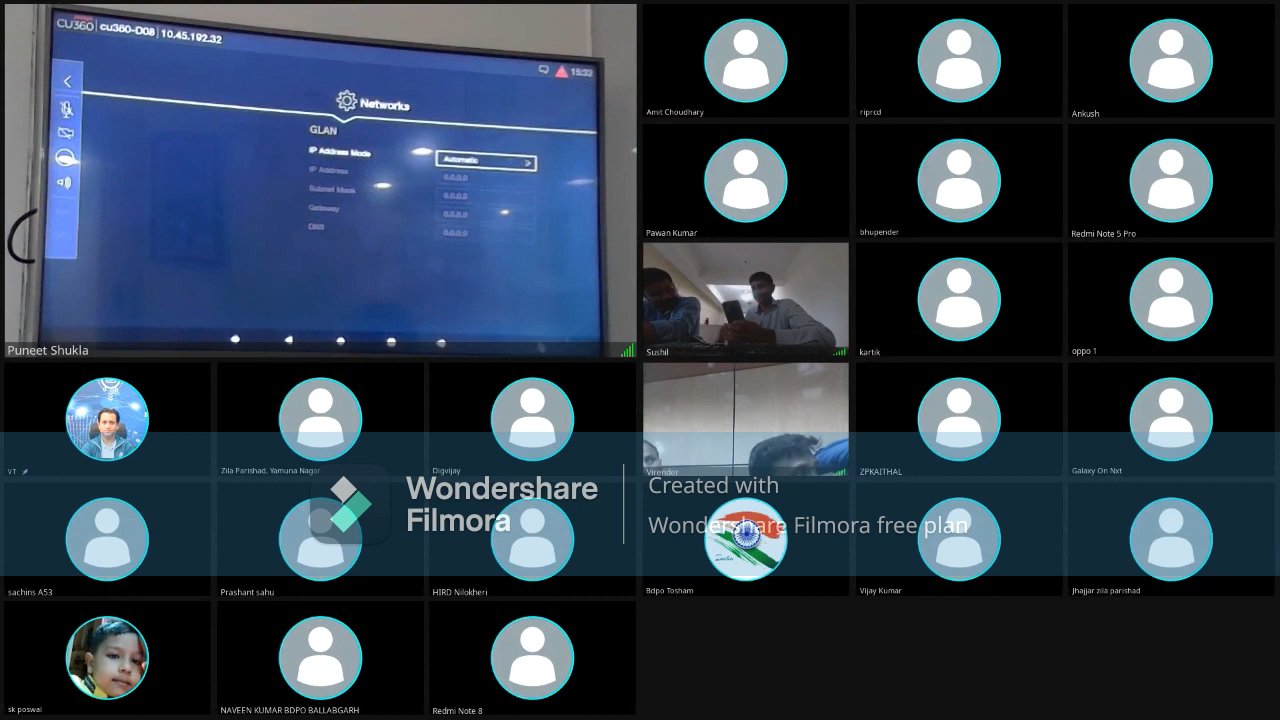 CU360 | cu360-D08 | 10.45.192.32
15:32
Networks
GLAN
IP Address Mode
Automatic >
IP Address
0.0.0.0
Subnet Mask
0.0.0.0
Gateway
0.0.0.0
DNS
0.0.0.0
Puneet Shukla
Amit Choudhary
riprcd
Ankush
Pawan Kumar
bhupender
Redmi Note 5 Pro
Sushil
kartik
oppo 1
VT
Zila Parishad, Yamuna Nagar
Digvijay
Virender
ZPKAITHAL
Galaxy On Nxt
Wondershare
Filmora
Created with
Wondershare Filmora free plan
sachins A53
Prashant sahu
HIRD Nilokheri
Bdpo Tosham
Vijay Kumar
Jhajjar zila parishad
sk poswal
NAVEEN KUMAR BDPO BALLABGARH
Redmi Note 8